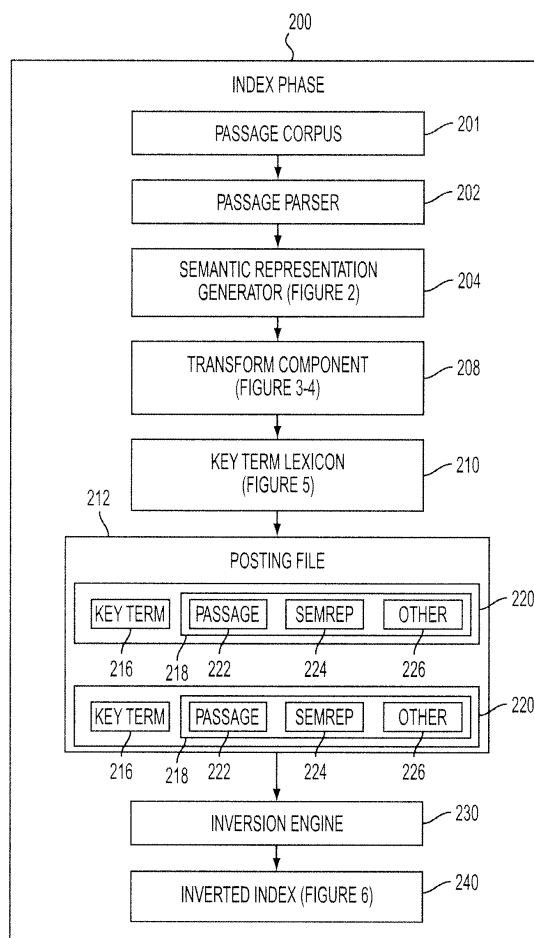 200
INDEX PHASE
PASSAGE CORPUS
201
PASSAGE PARSER
202
SEMANTIC REPRESENTATION
GENERATOR (FIGURE 2)
204
TRANSFORM COMPONENT
(FIGURE 3-4)
208
KEY TERM LEXICON
(FIGURE 5)
210
212
POSTING FILE
KEY TERM PASSAGE SEMREP OTHER
220
216 218 222 224 226
KEY TERM PASSAGE SEMREP OTHER
220
216 218 222 224 226
INVERSION ENGINE
230
INVERTED INDEX (FIGURE 6)
240